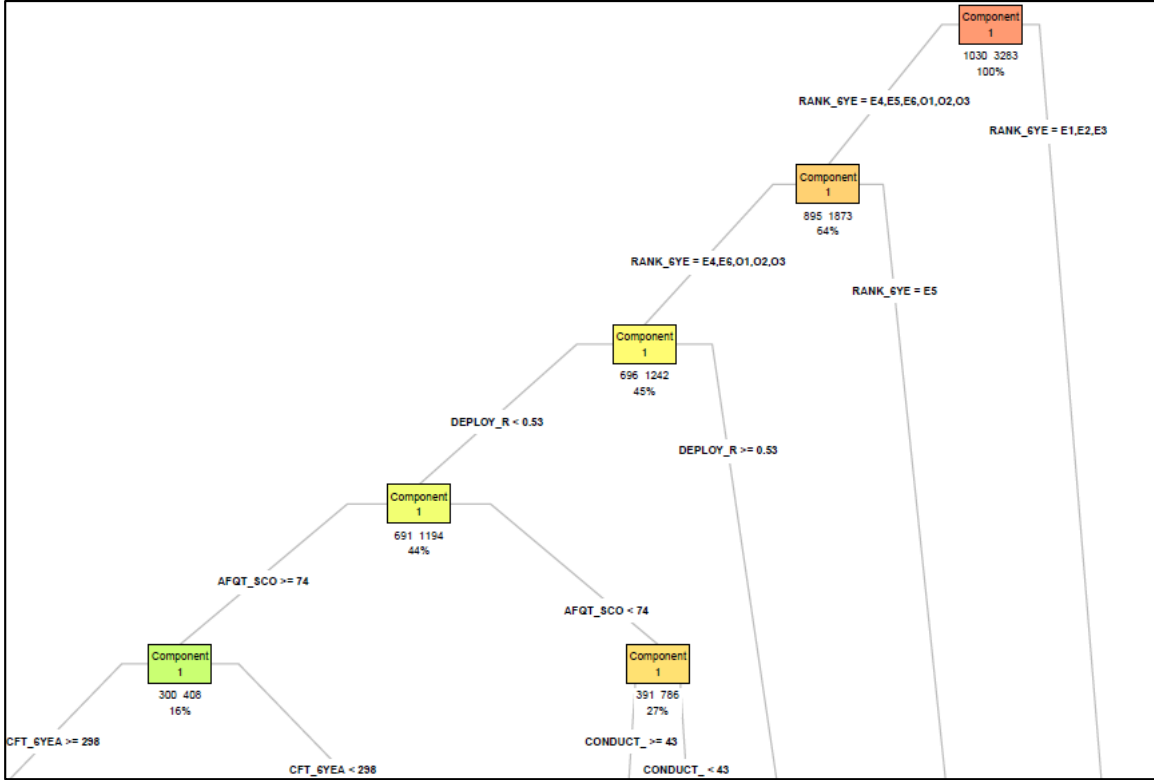 Component
1
1030 3283
100%
RANK_6YE = E4,E5,E6,O1,O2,O3
RANK_6YE = E1,E2,E3
Component
1
895 1873
64%
RANK_6YE = E4,E6,O1,O2,O3
RANK_6YE = E5
Component
1
696 1242
45%
DEPLOY_R < 0.53
DEPLOY_R >= 0.53
Component
1
691 1194
44%
AFQT_SCO >= 74
AFQT_SCO < 74
Component
1
300 408
16%
Component
1
391 786
27%
CFT_6YEA >= 298
CFT_6YEA < 298
CONDUCT_ >= 43
CONDUCT_ < 43